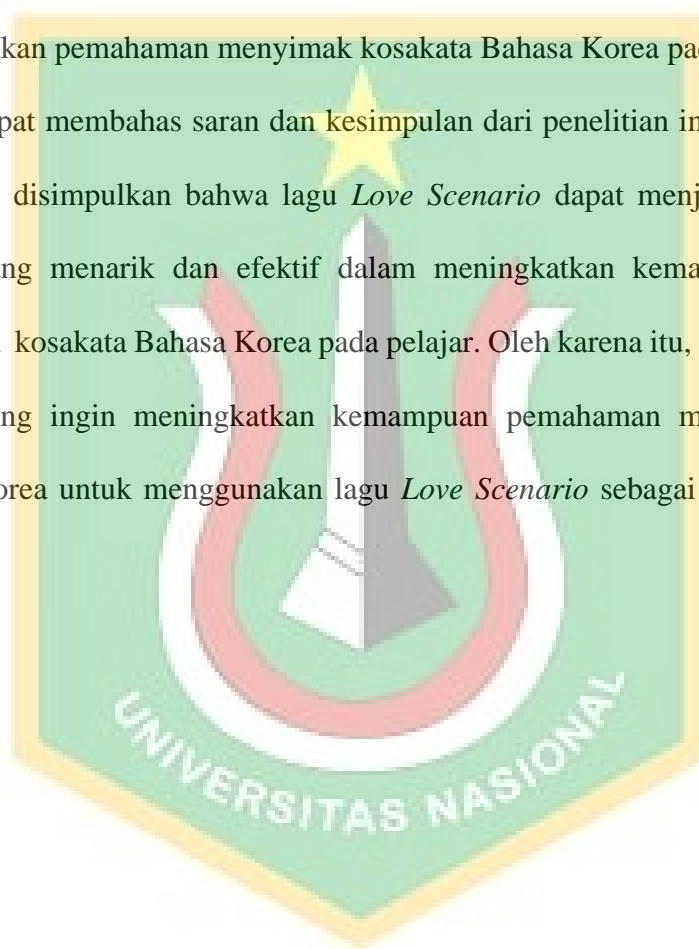 kan pemahaman menyimak kosakata Bahasa Korea pad
pat membahas saran dan kesimpulan dari penelitian in
disimpulkan bahwa lagu Love Scenario dapat menj
ng menarik dan efektif dalam meningkatkan kema
kosakata Bahasa Korea pada pelajar. Oleh karena itu,
ng ingin meningkatkan kemampuan pemahaman m
orea untuk menggunakan lagu Love Scenario sebagai
UNIVERSITAS NASIONAL